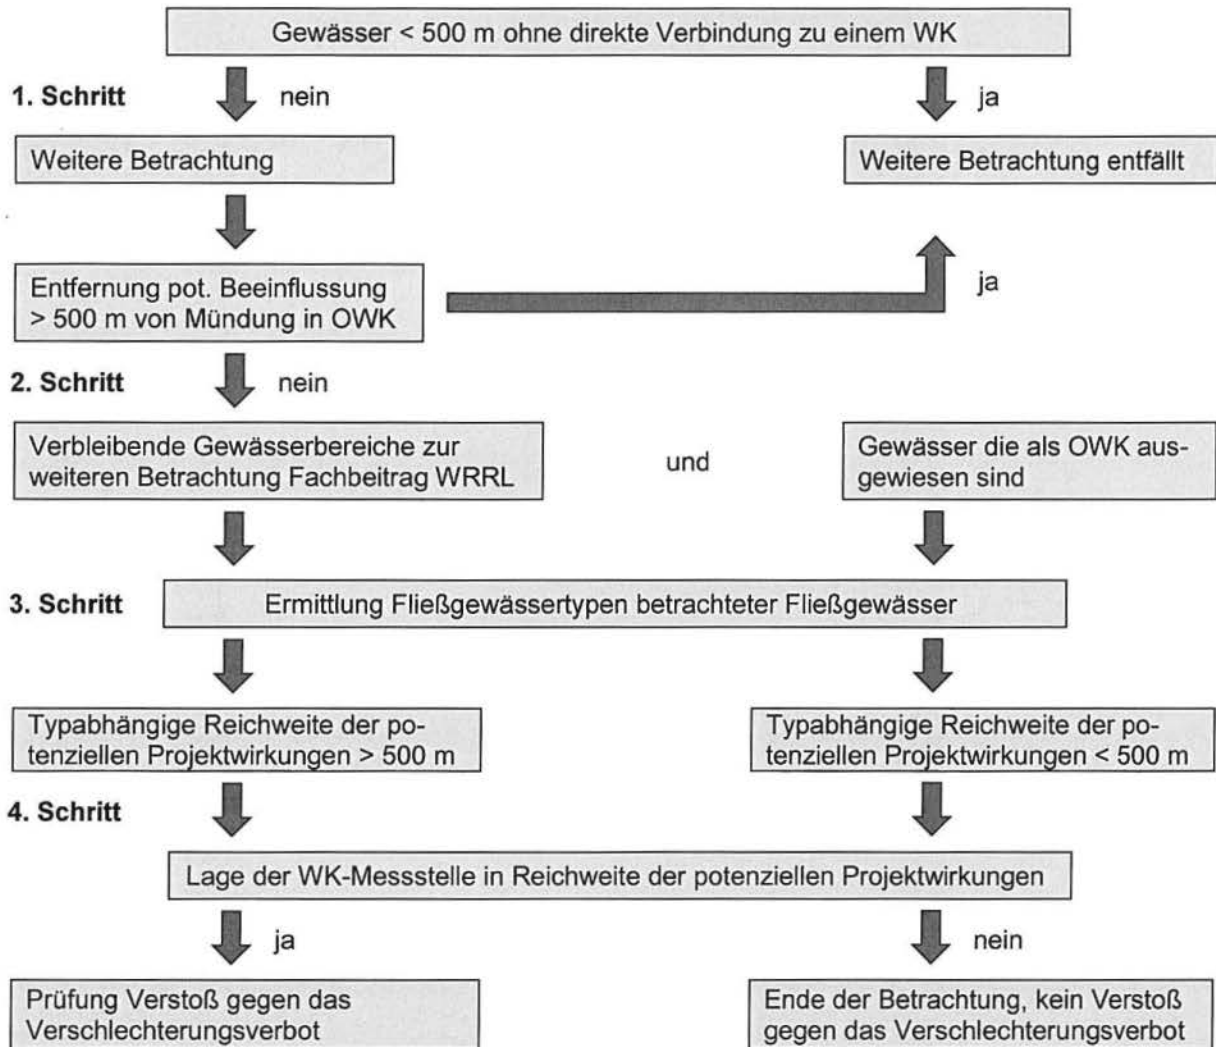 Gewässer < 500 m ohne direkte Verbindung zu einem WK
1. Schritt
nein
ja
Weitere Betrachtung
Weitere Betrachtung entfällt
Entfernung pot. Beeinflussung
> 500 m von Mündung in OWK
ja
2. Schritt
nein
Verbleibende Gewässerbereiche zur
weiteren Betrachtung Fachbeitrag WRRL
und
Gewässer die als OWK aus-
gewiesen sind
3. Schritt
Ermittlung Fließgewässertypen betrachteter Fließgewässer
Typabhängige Reichweite der po-
tenziellen Projektwirkungen > 500 m
Typabhängige Reichweite der po-
tenziellen Projektwirkungen < 500 m
4. Schritt
Lage der WK-Messstelle in Reichweite der potenziellen Projektwirkungen
ja
nein
Prüfung Verstoß gegen das
Verschlechterungsverbot
Ende der Betrachtung, kein Verstoß
gegen das Verschlechterungsverbot